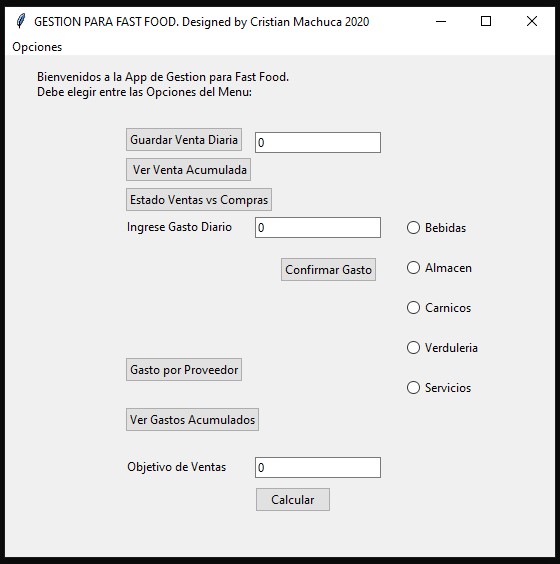 GESTION PARA FAST FOOD. Designed by Cristian Machuca 2020
Opciones
Bienvenidos a la App de Gestion para Fast Food.
Debe elegir entre las Opciones del Menu:
Guardar Venta Diaria 0
Ver Venta Acumulada
Estado Ventas vs Compras
Ingrese Gasto Diario 0 Bebidas
Confirmar Gasto Almacen
Carnicos
Verduleria
Gasto por Proveedor
Servicios
Ver Gastos Acumulados
Objetivo de Ventas 0
Calcular